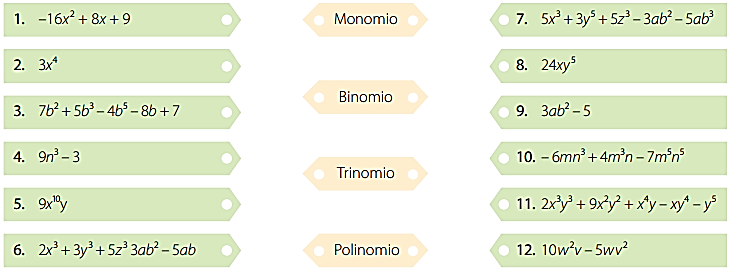 1. –16x² + 8x + 9
2. 3x⁴
3. 7b² + 5b³ – 4b⁵ – 8b + 7
4. 9n³ – 3
5. 9x¹⁰y
6. 2x³ + 3y³ + 5z³ 3ab² – 5ab
Monomio
Binomio
Trinomio
Polinomio
7. 5x³ + 3y⁵ + 5z³ – 3ab² – 5ab³
8. 24xy⁵
9. 3ab² – 5
10. – 6mn³ + 4m³n – 7m⁵n⁵
11. 2x³y³ + 9x²y² + x⁴y – xy⁴ – y⁵
12. 10w²v – 5wv²